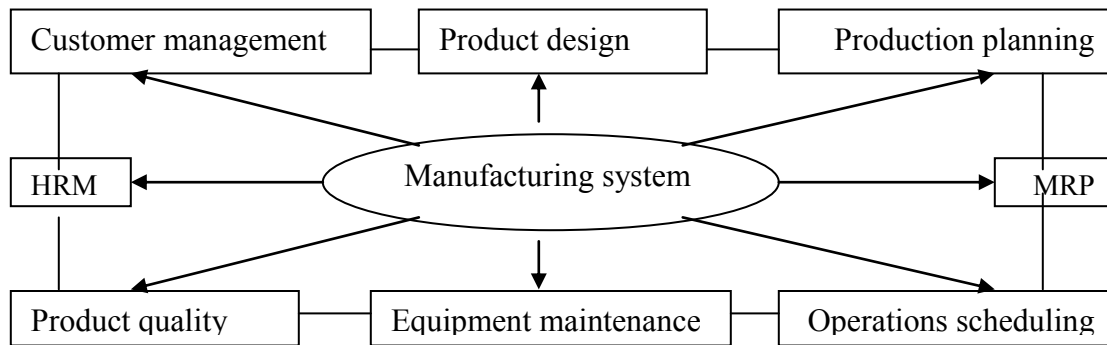 Customer management
Product design
Production planning
HRM
Manufacturing system
MRP
Product quality
Equipment maintenance
Operations scheduling